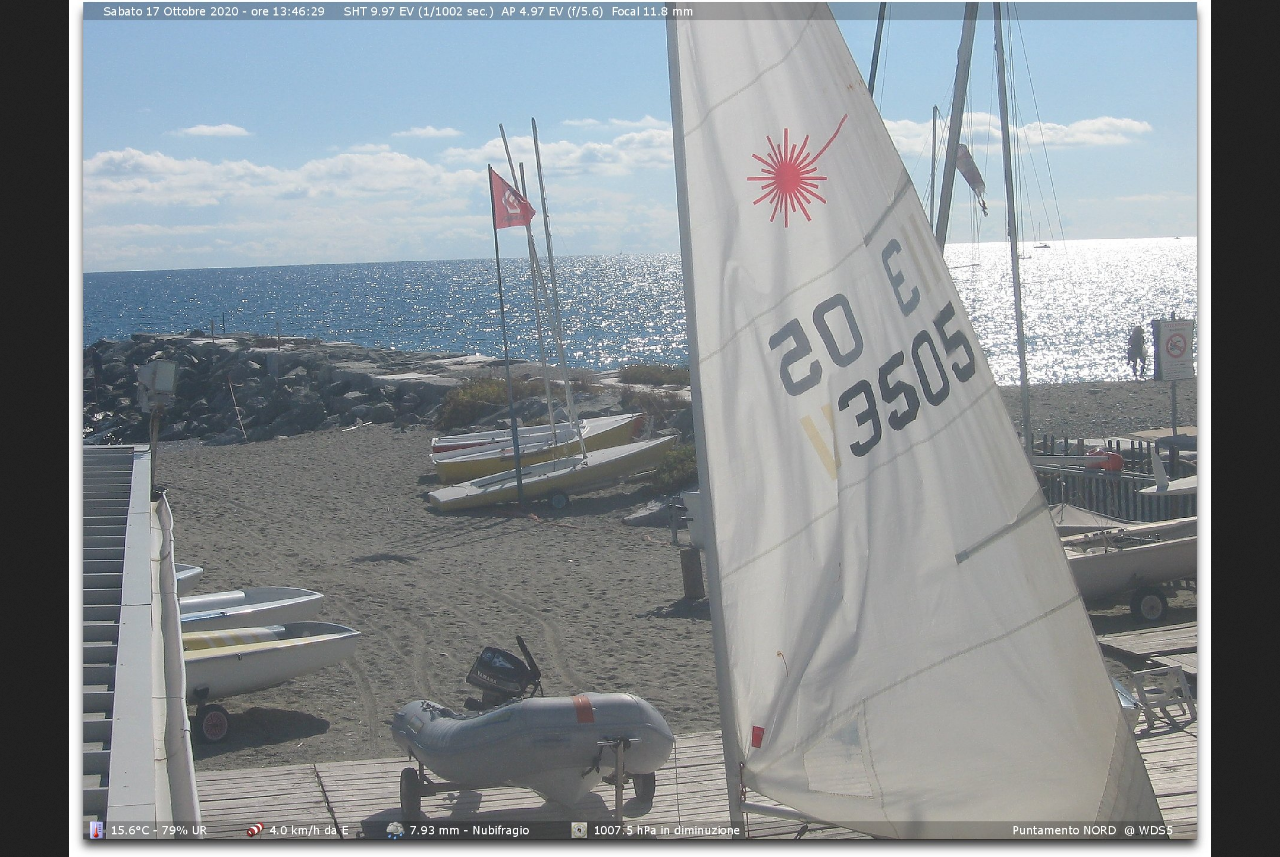 Sabato 17 Ottobre 2020 - ore 13:46:29 SHT 9.97 EV (1/1002 sec.) AP 4.97 EV (f/5.6) Focal 11.8 mm
YAMAHA
15.6°C - 79% UR 4.0 km/h da E 7.93 mm - Nubifragio 1007.5 hPa in diminuzione Puntamento NORD @ WDS5